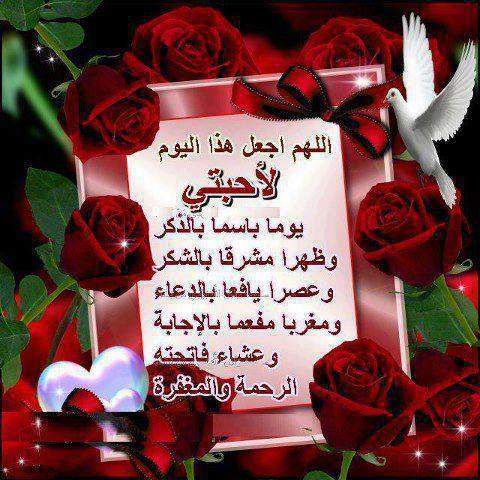 اللهم اجعل هذا اليوم
لأحبتي
يوما باسما بالذكر
وظهرا مشرقا بالشكر
وعصرا يافعا بالدعاء
ومغربا مفعما بالإجابة
وعشاء فاتحته
الرحمة والمغفرة